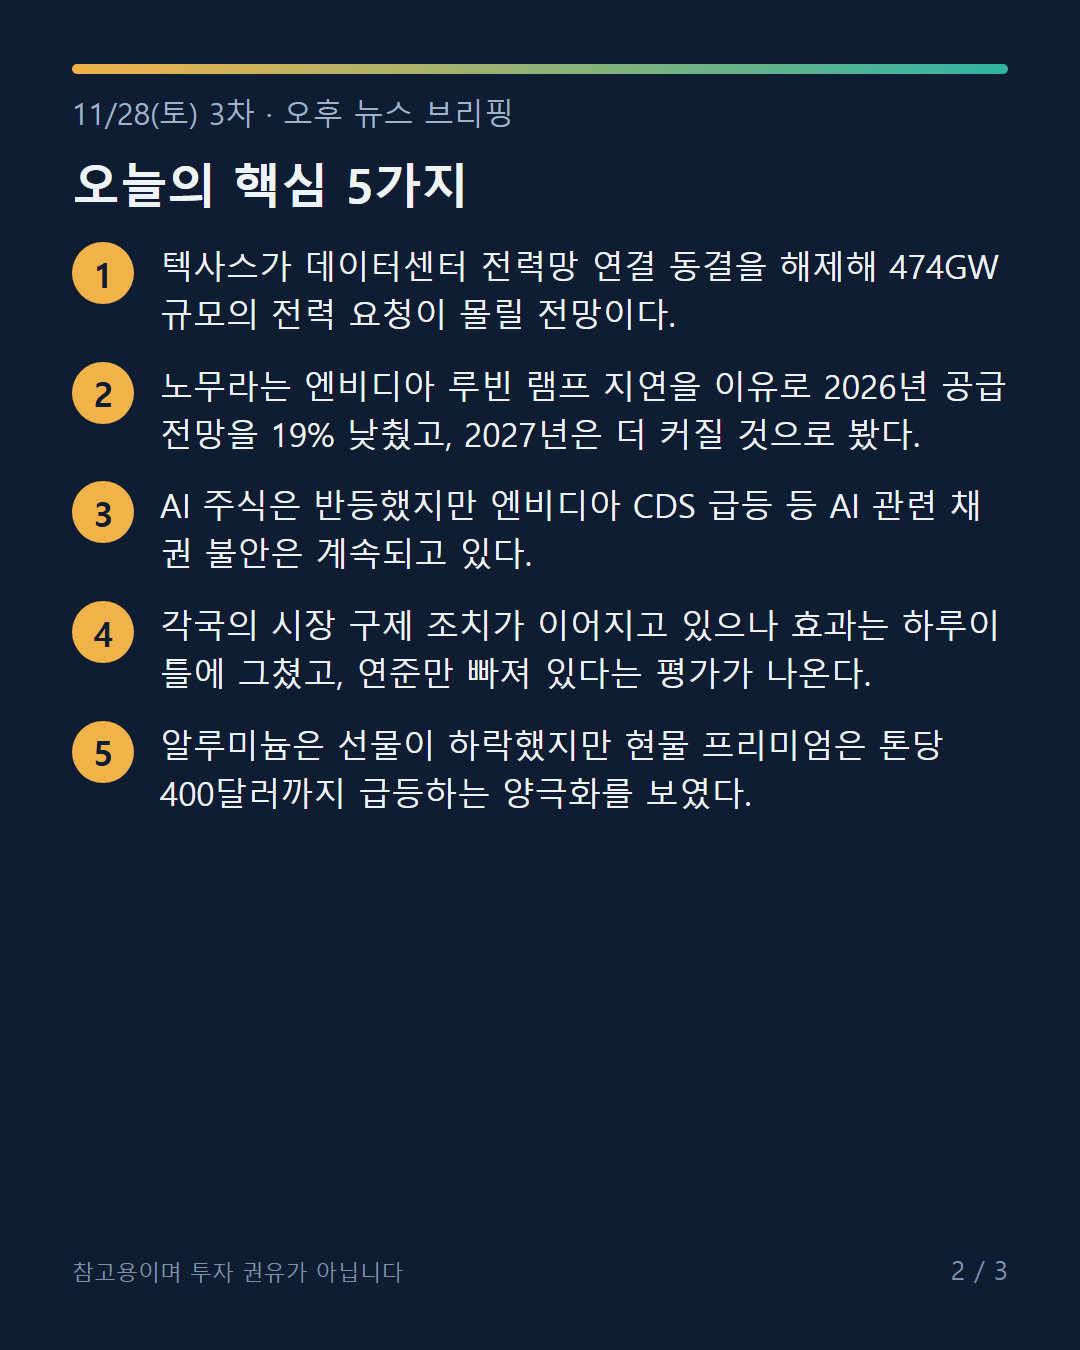 11/28(토) 3차 · 오후 뉴스 브리핑
오늘의 핵심 5가지
1
텍사스가 데이터센터 전력망 연결 동결을 해제해 474GW
규모의 전력 요청이 몰릴 전망이다.
2
노무라는 엔비디아 루빈 램프 지연을 이유로 2026년 공급
전망을 19% 낮췄고, 2027년은 더 커질 것으로 봤다.
3
AI 주식은 반등했지만 엔비디아 CDS 급등 등 AI 관련 채
권 불안은 계속되고 있다.
4
각국의 시장 구제 조치가 이어지고 있으나 효과는 하루이
틀에 그쳤고, 연준만 빠져 있다는 평가가 나온다.
5
알루미늄은 선물이 하락했지만 현물 프리미엄은 톤당
400달러까지 급등하는 양극화를 보였다.
참고용이며 투자 권유가 아닙니다
2 / 3